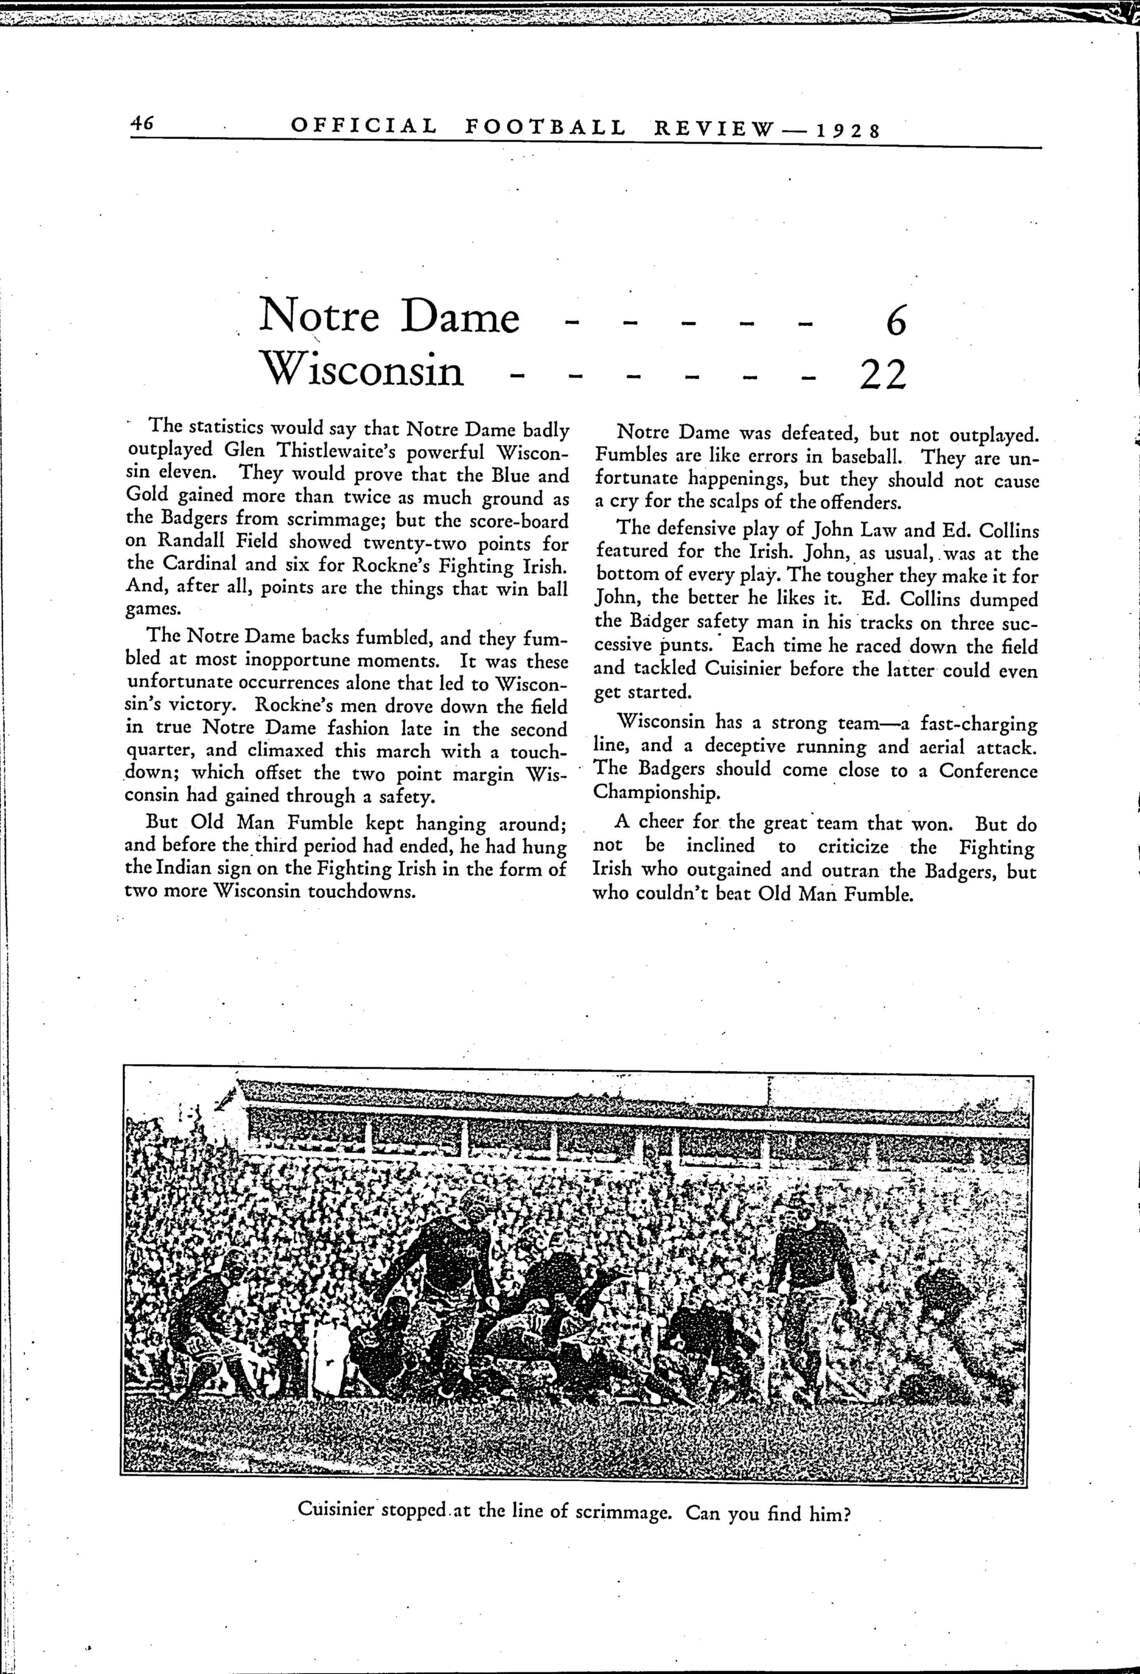 46 OFFICIAL FOOTBALL REVIEW—1928
Notre Dame - - - - - 6
Wisconsin - - - - - - 22
The statistics would say that Notre Dame badly
outplayed Glen Thistlewaite's powerful Wiscon-
sin eleven. They would prove that the Blue and
Gold gained more than twice as much ground as
the Badgers from scrimmage; but the score-board
on Randall Field showed twenty-two points for
the Cardinal and six for Rockne's Fighting Irish.
And, after all, points are the things that win ball
games.
The Notre Dame backs fumbled, and they fum-
bled at most inopportune moments. It was these
unfortunate occurrences alone that led to Wiscon-
sin's victory. Rockne's men drove down the field
in true Notre Dame fashion late in the second
quarter, and climaxed this march with a touch-
down; which offset the two point margin Wis-
consin had gained through a safety.
But Old Man Fumble kept hanging around;
and before the third period had ended, he had hung
the Indian sign on the Fighting Irish in the form of
two more Wisconsin touchdowns.
Notre Dame was defeated, but not outplayed.
Fumbles are like errors in baseball. They are un-
fortunate happenings, but they should not cause
a cry for the scalps of the offenders.
The defensive play of John Law and Ed. Collins
featured for the Irish. John, as usual, was at the
bottom of every play. The tougher they make it for
John, the better he likes it. Ed. Collins dumped
the Badger safety man in his tracks on three suc-
cessive punts. Each time he raced down the field
and tackled Cuisinier before the latter could even
get started.
Wisconsin has a strong team—a fast-charging
line, and a deceptive running and aerial attack.
The Badgers should come close to a Conference
Championship.
A cheer for the great team that won. But do
not be inclined to criticize the Fighting
Irish who outgained and outran the Badgers, but
who couldn't beat Old Man Fumble.
Cuisinier stopped at the line of scrimmage. Can you find him?